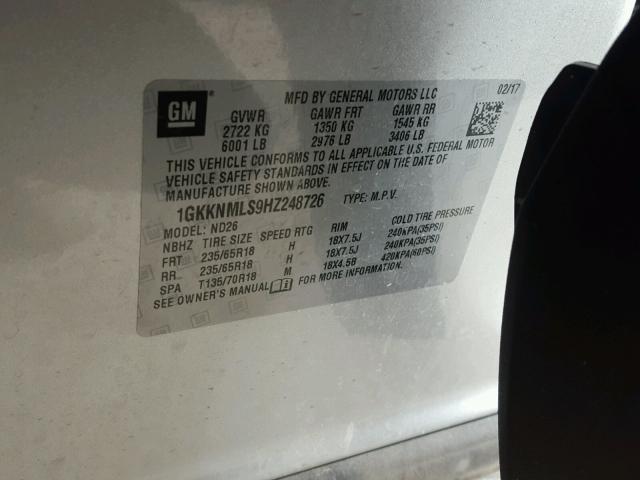 GM
MFD BY GENERAL MOTORS LLC 02/17
GVWR GAWR FRT GAWR RR
2722 KG 1350 KG 1545 KG
6001 LB 2976 LB 3406 LB
THIS VEHICLE CONFORMS TO ALL APPLICABLE U.S. FEDERAL MOTOR
VEHICLE SAFETY STANDARDS IN EFFECT ON THE DATE OF
MANUFACTURE SHOWN ABOVE.
1GKKNMLS9HZ248726 TYPE: M.P.V.
MODEL: ND26
NBHZ TIRE SIZE SPEED RTG RIM COLD TIRE PRESSURE
FRT 235/65R18 H 18X7.5J 240KPA(35PSI)
RR 235/65R18 H 18X7.5J 240KPA(35PSI)
SPA T135/70R18 M 18X4.5B 420KPA(60PSI)
SEE OWNER'S MANUAL FOR MORE INFORMATION.